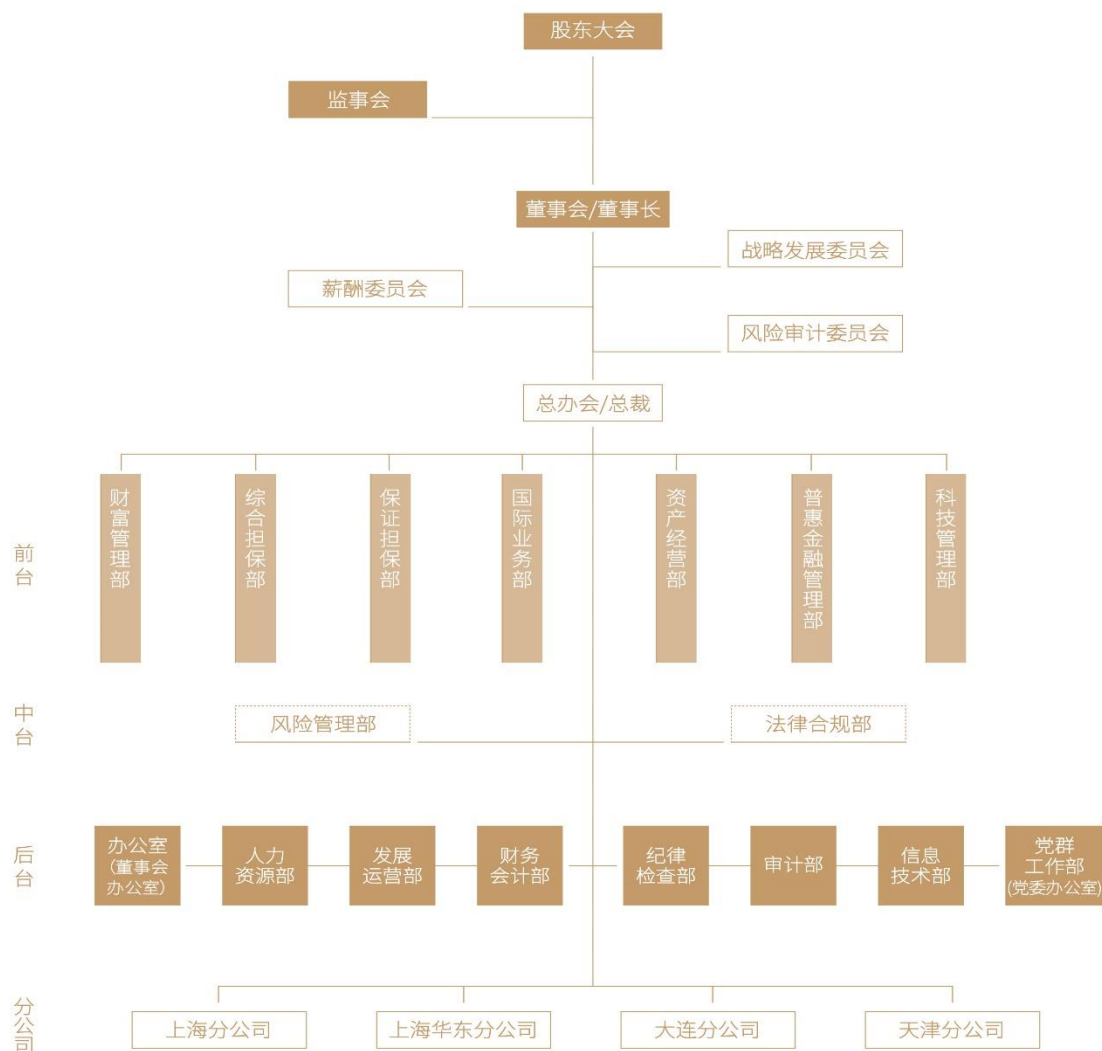 股东大会
监事会
董事会/董事长
战略发展委员会
薪酬委员会
风险审计委员会
总办会/总裁
前台
财富管理部
综合担保部
保证担保部
国际业务部
资产经营部
普惠金融管理部
科技管理部
中台
风险管理部
法律合规部
后台
办公室
(董事会
办公室)
人力
资源部
发展
运营部
财务
会计部
纪律
检查部
审计部
信息
技术部
党群
工作部
(党委办公室)
分公司
上海分公司
上海华东分公司
大连分公司
天津分公司